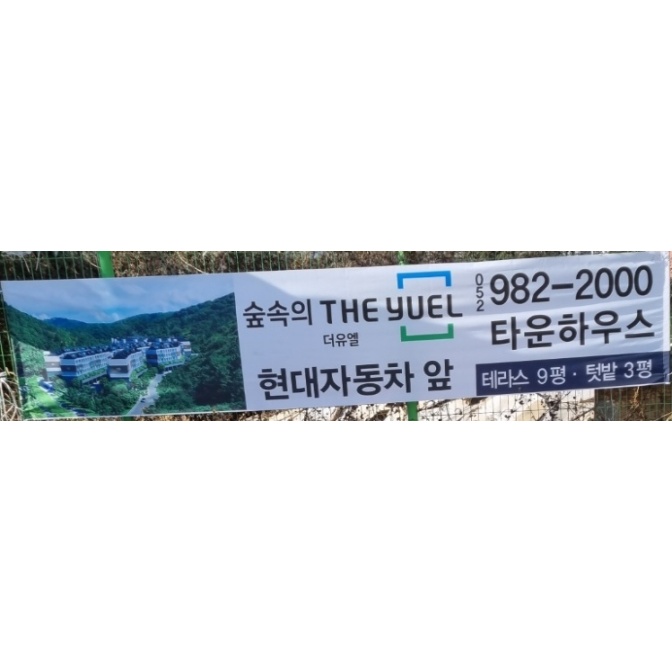 숲속의 THE YUEL
더유엘
현대자동차 앞
052 982-2000
타운하우스
테라스 9평 · 텃밭 3평